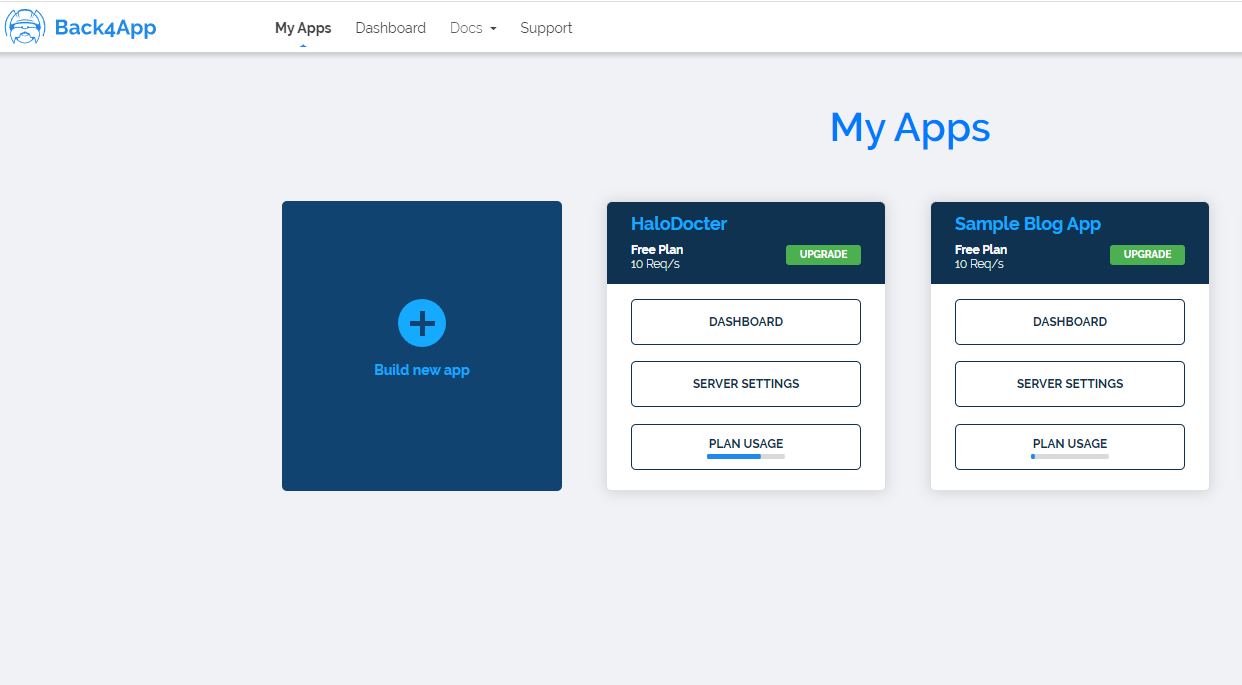 Back4App
My Apps Dashboard Docs Support
My Apps
Build new app
HaloDocter
Free Plan
10 Req/s
UPGRADE
DASHBOARD
SERVER SETTINGS
PLAN USAGE
Sample Blog App
Free Plan
10 Req/s
UPGRADE
DASHBOARD
SERVER SETTINGS
PLAN USAGE